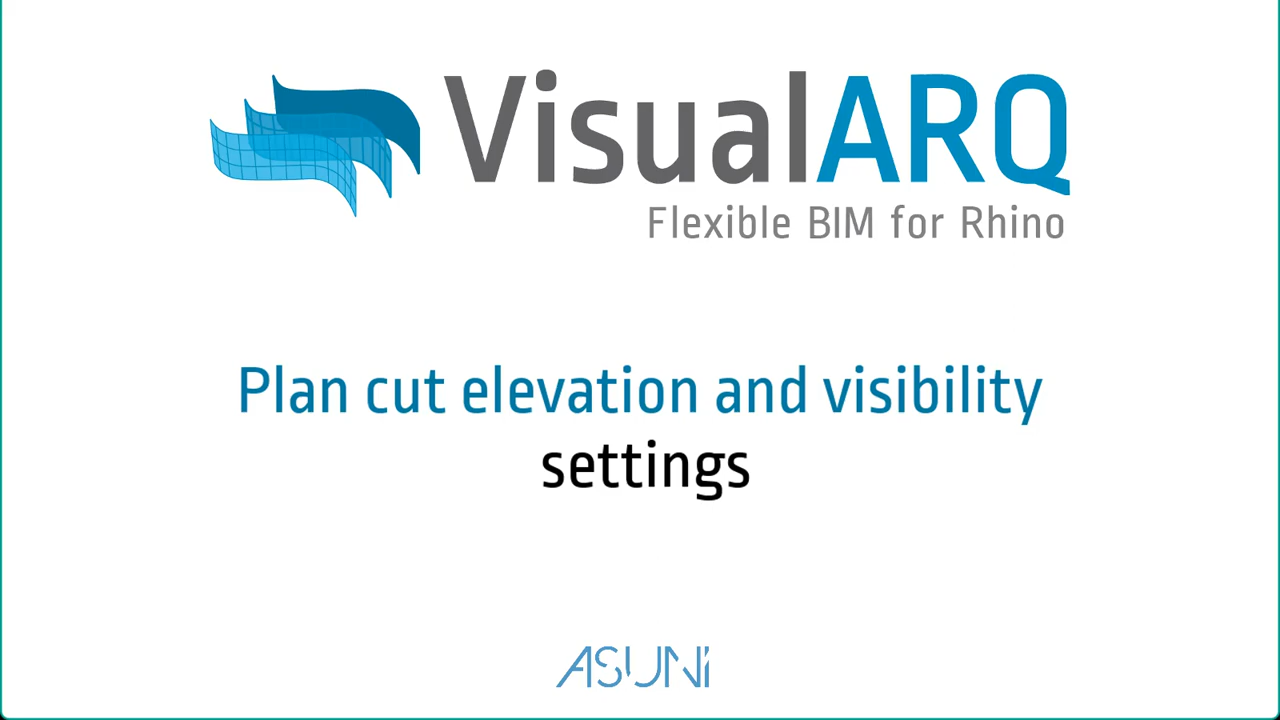 VisualARQ
Flexible BIM for Rhino
Plan cut elevation and visibility
settings
ASUNI